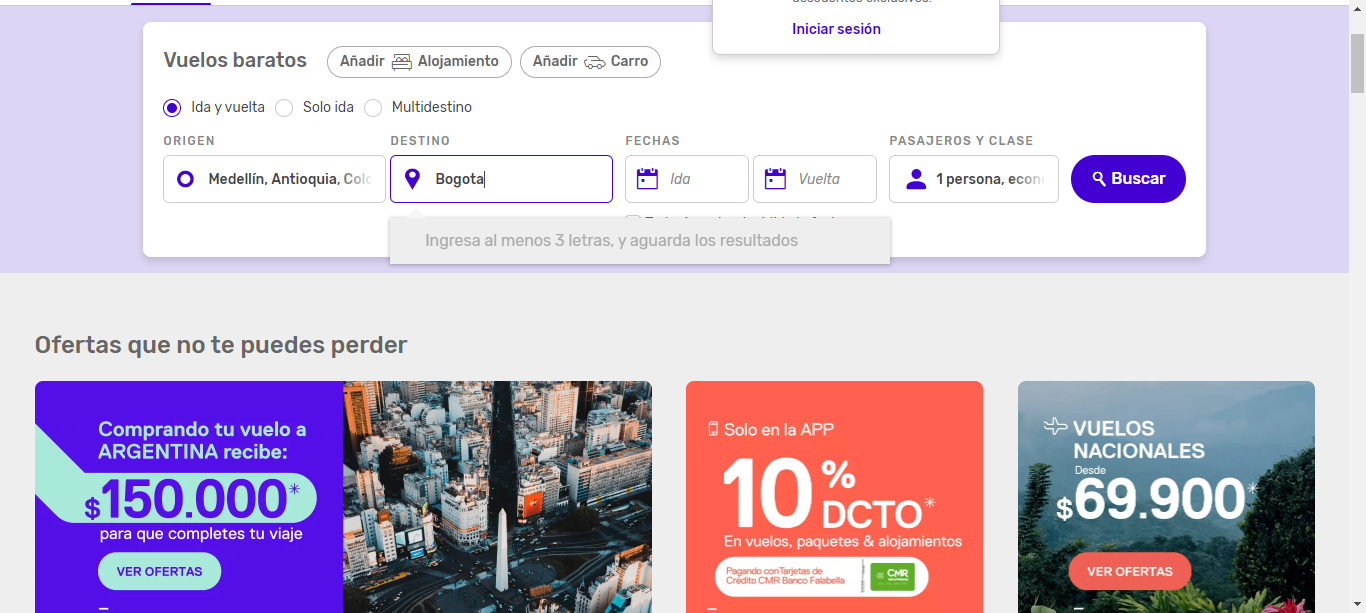 Iniciar sesión
Vuelos baratos
Añadir Alojamiento
Añadir Carro
Ida y vuelta
Solo ida
Multidestino
ORIGEN
DESTINO
FECHAS
PASAJEROS Y CLASE
Medellín, Antioquia, Colo
Bogota
Ida
Vuelta
1 persona, econ
Buscar
Ingresa al menos 3 letras, y aguarda los resultados
Ofertas que no te puedes perder
Comprando tu vuelo a
ARGENTINA recibe:
$150.000*
para que completes tu viaje
VER OFERTAS
Solo en la APP
10%
DCTO*
En vuelos, paquetes & alojamientos
Pagando con Tarjetas de
Crédito CMR Banco Falabella
CMR
VUELOS
NACIONALES
Desde
$69.900*
VER OFERTAS